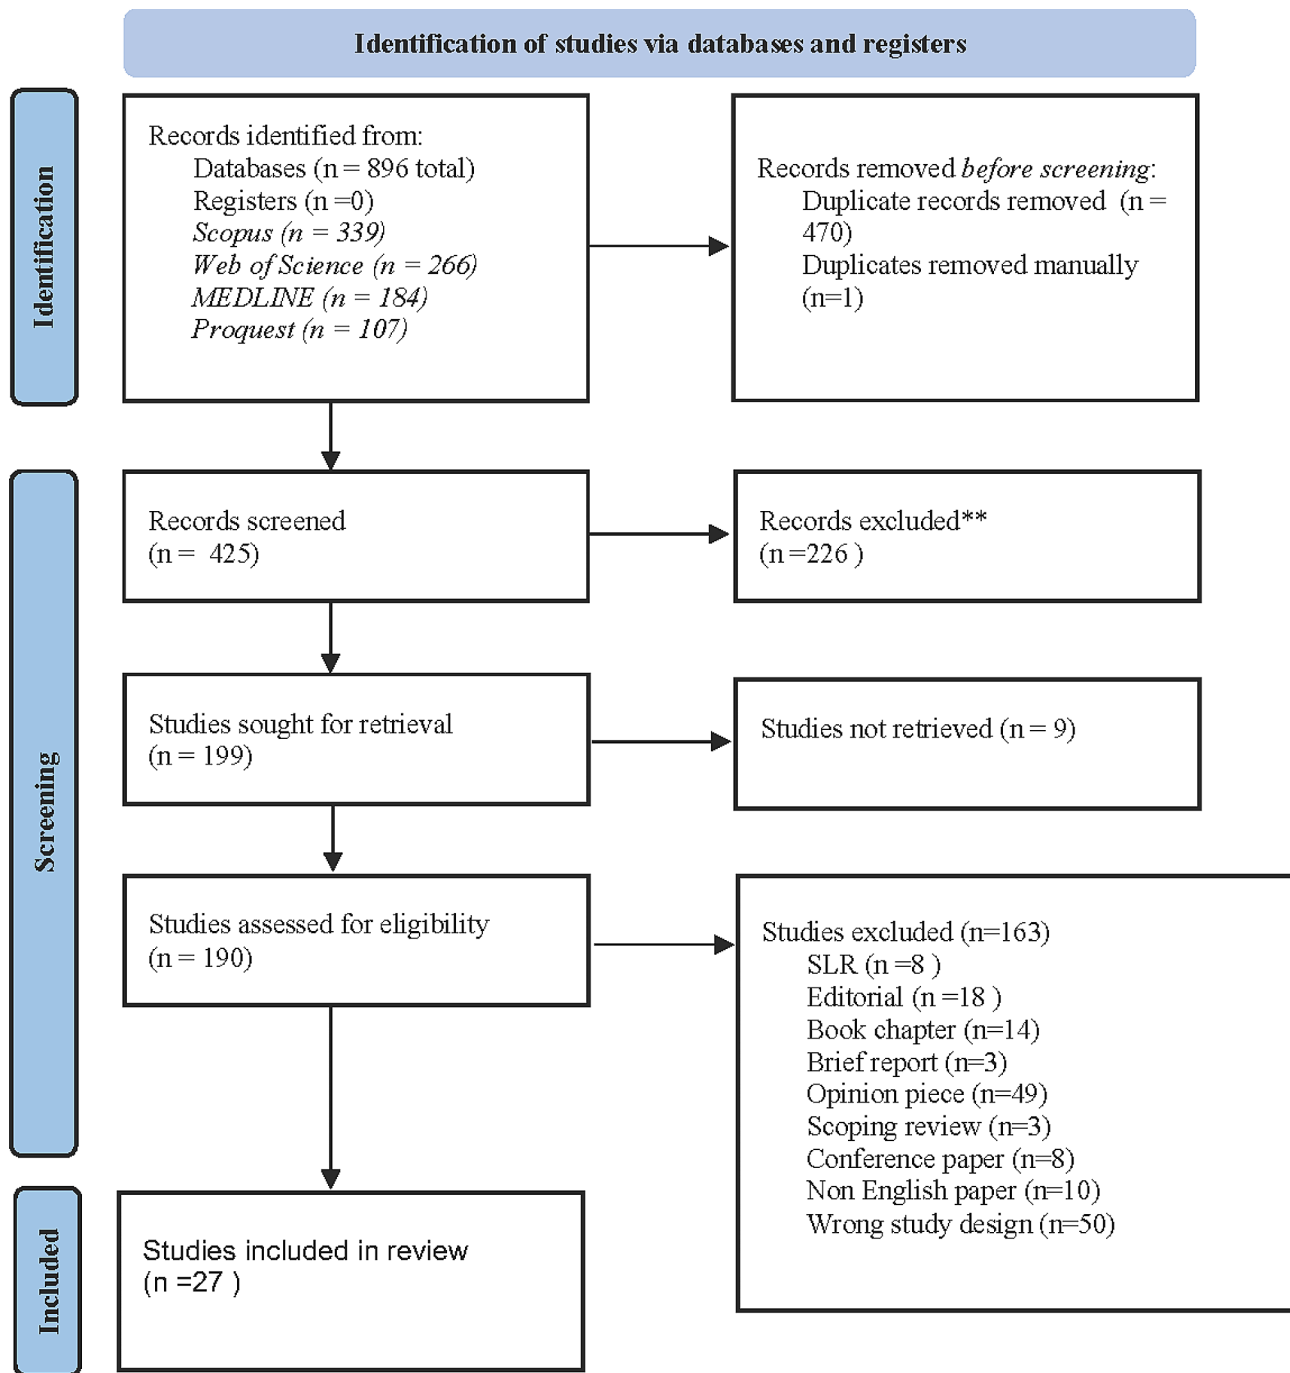 Identification of studies via databases and registers
Identification
Records identified from:
Databases (n = 896 total)
Registers (n =0)
Scopus (n = 339)
Web of Science (n = 266)
MEDLINE (n = 184)
Proquest (n = 107)
Records removed before screening:
Duplicate records removed (n =
470)
Duplicates removed manually
(n=1)
Screening
Records screened
(n = 425)
Records excluded**
(n =226 )
Studies sought for retrieval
(n = 199)
Studies not retrieved (n = 9)
Studies assessed for eligibility
(n = 190)
Studies excluded (n=163)
SLR (n =8 )
Editorial (n =18 )
Book chapter (n=14)
Brief report (n=3)
Opinion piece (n=49)
Scoping review (n=3)
Conference paper (n=8)
Non English paper (n=10)
Wrong study design (n=50)
Included
Studies included in review
(n =27 )